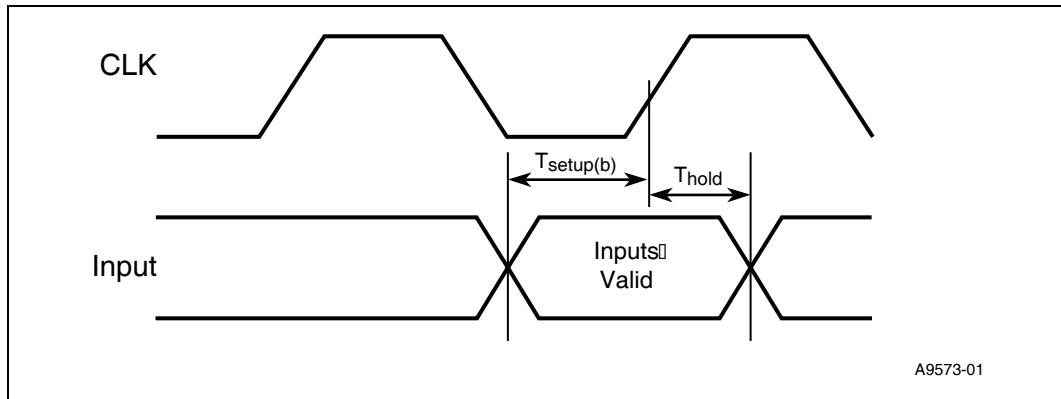 CLK
Tsetup(b)
Thold
Input
Inputs▯
Valid
A9573-01